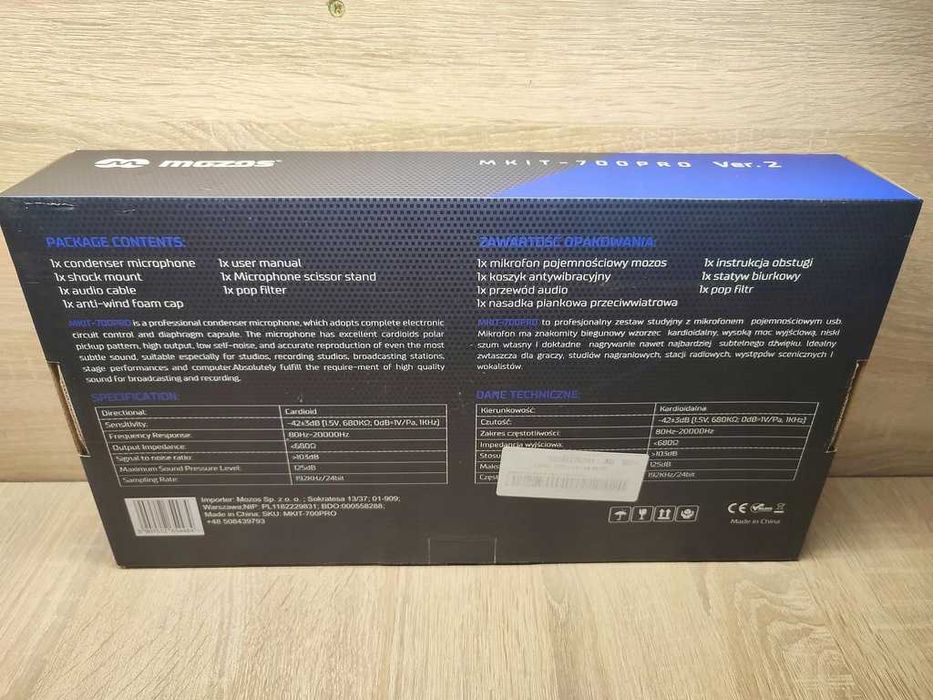 mozos
MKIT-700PRO Ver.2
PACKAGE CONTENTS:
1x condenser microphone
1x shock mount
1x audio cable
1x anti-wind foam cap
1x user manual
1x Microphone scissor stand
1x pop filter
MKIT-700PRO is a professional condenser microphone, which adopts complete electronic
circuit control and diaphragm capsule. The microphone has excellent cardioids polar
pickup pattern, high output, low self-noise, and accurate reproduction of even the most
subtle sound, suitable especially for studios, recording studios, broadcasting stations,
stage performances and computer.Absolutely fulfill the require-ment of high quality
sound for broadcasting and recording.
SPECIFICATION:
Directional: Cardioid
Sensitivity: -42±3dB (1.5V, 680KΩ; 0dB=1V/Pa, 1KHz)
Frequency Response: 80Hz-20000Hz
Output Impedance: <680Ω
Signal to noise ratio: >103dB
Maximum Sound Pressure Level: 125dB
Sampling Rate: 192KHz/24bit
Importer: Mozos Sp. z o. o. ; Sokratesa 13/37; 01-909;
Warszawa;NIP: PL1182229831; BDO:000558288;
Made in China; SKU: MKIT-700PRO
+48 508439793
ZAWARTOŚĆ OPAKOWANIA:
1x mikrofon pojemnościowy mozos
1x koszyk antywibracyjny
1x przewód audio
1x nasadka piankowa przeciwwiatrowa
1x instrukcja obsługi
1x statyw biurkowy
1x pop filtr
MKIT-700PRO to profesjonalny zestaw studyjny z mikrofonem pojemnościowym usb.
Mikrofon ma znakomity biegunowy wzorzec kardioidalny, wysoką moc wyjściową, niski
szum własny i dokładne nagrywanie nawet najbardziej subtelnego dźwięku. Idealny
zwłaszcza dla graczy, studiów nagraniowych, stacji radiowych, występów scenicznych i
wokalistów.
DANE TECHNICZNE:
Kierunkowość: Kardioidalna
Czułość: -42±3dB (1.5V, 680KΩ; 0dB=1V/Pa, 1KHz)
Zakres częstotliwości: 80Hz-20000Hz
Impedancja wyjściowa: <680Ω
>103dB
125dB
192KHz/24bit
CE
Made in China